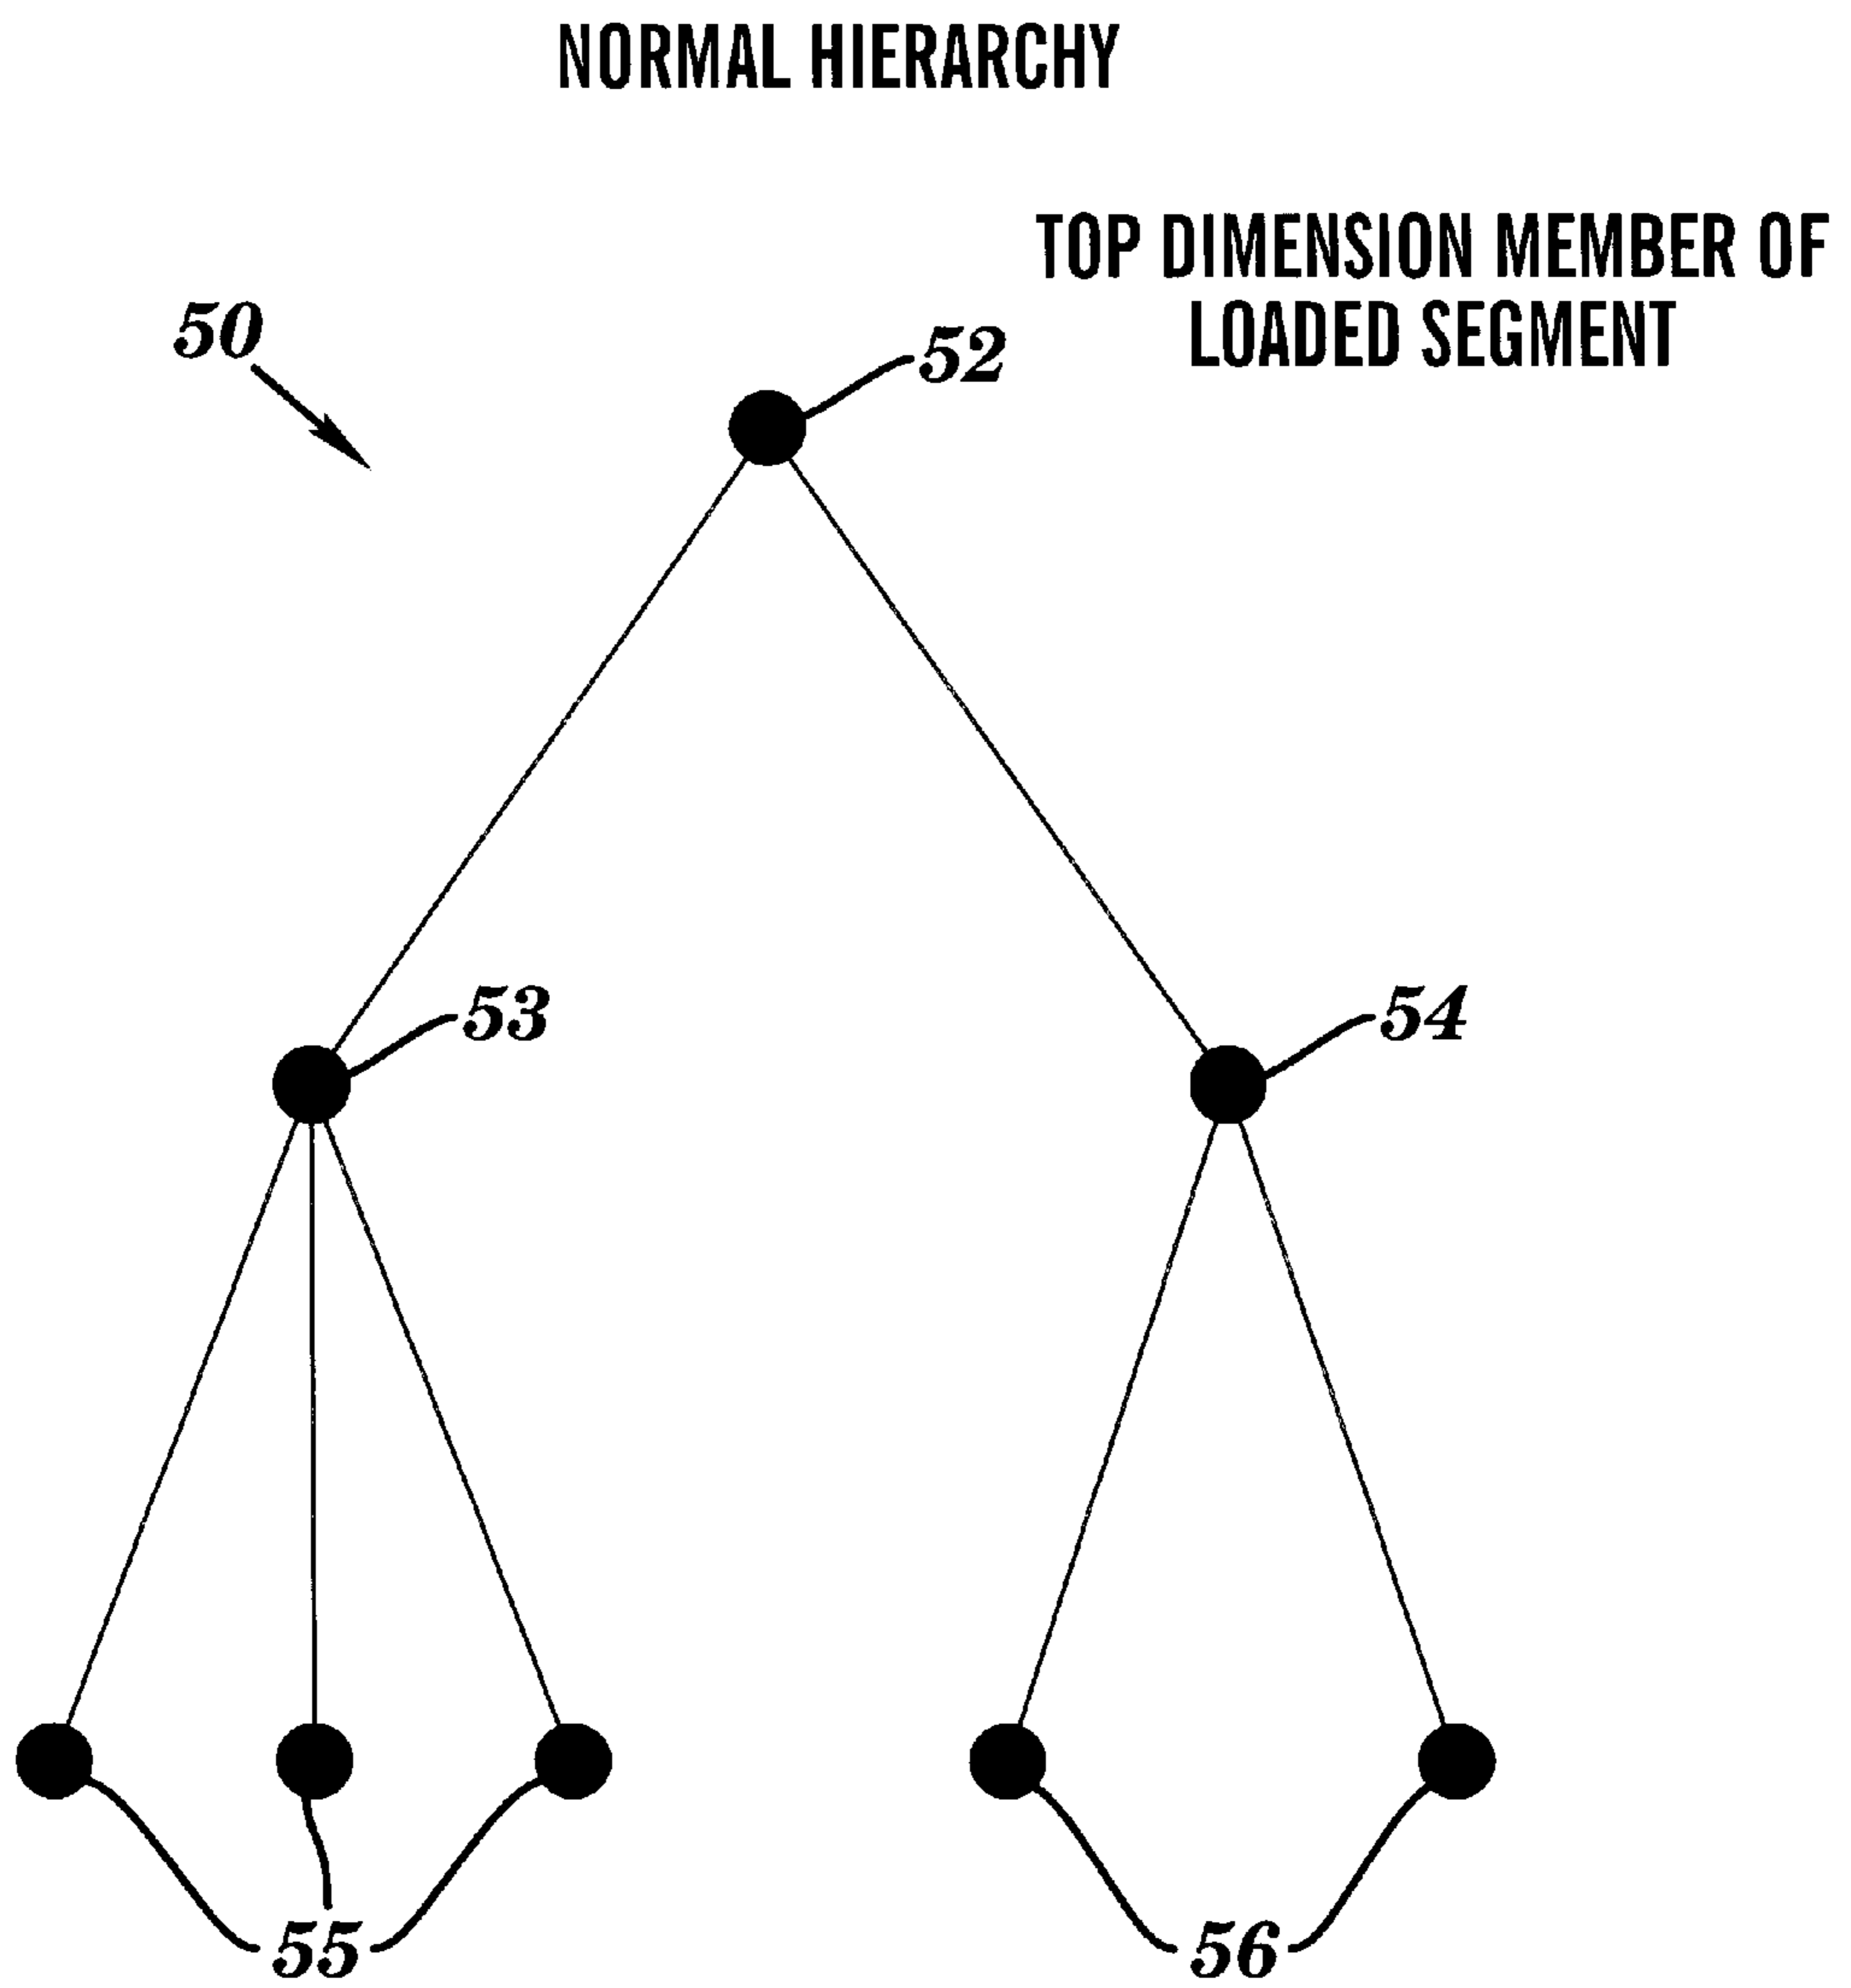 NORMAL HIERARCHY
TOP DIMENSION MEMBER OF
LOADED SEGMENT
50
52
53
54
55
56